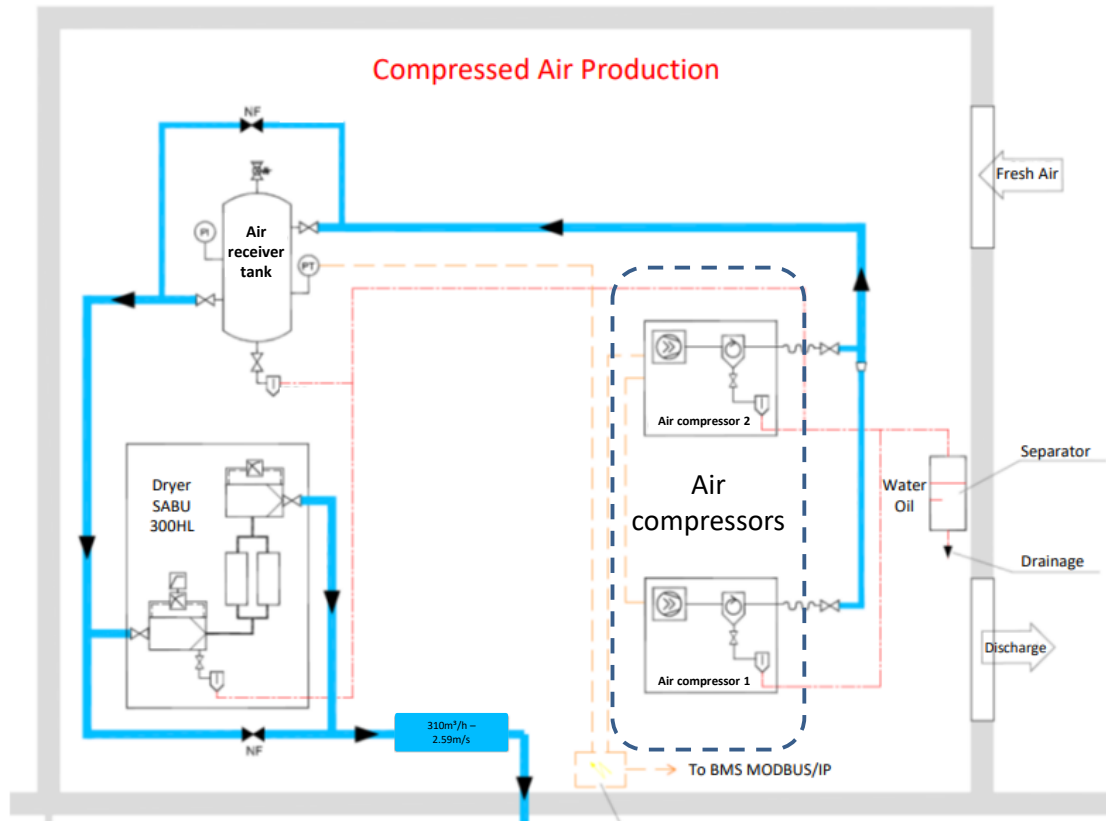 Compressed Air Production
NF
Fresh Air
Air
receiver
tank
PI
PT
Air compressor 2
Dryer
SABU
300HL
Air
compressors
Water
Oil
Separator
Drainage
Air compressor 1
Discharge
310m³/h –
2.59m/s
NF
To BMS MODBUS/IP